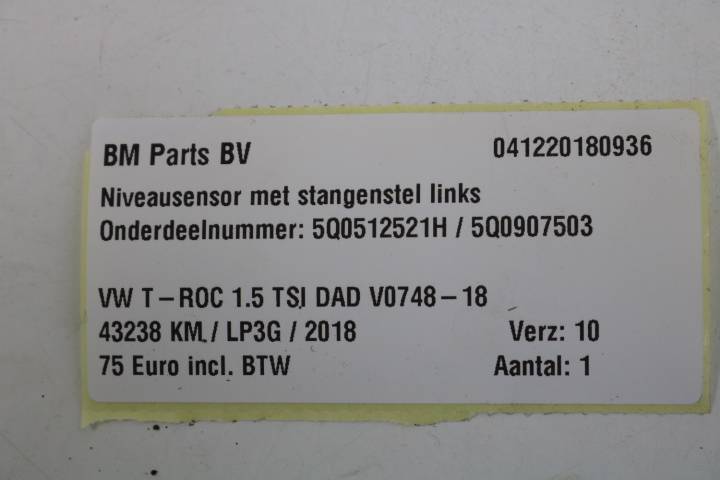 BM Parts BV 041220180936
Niveausensor met stangenstel links
Onderdeelnummer: 5Q0512521H / 5Q0907503
VW T-ROC 1.5 TSI DAD V0748-18
43238 KM / LP3G / 2018 Verz: 10
75 Euro incl. BTW Aantal: 1